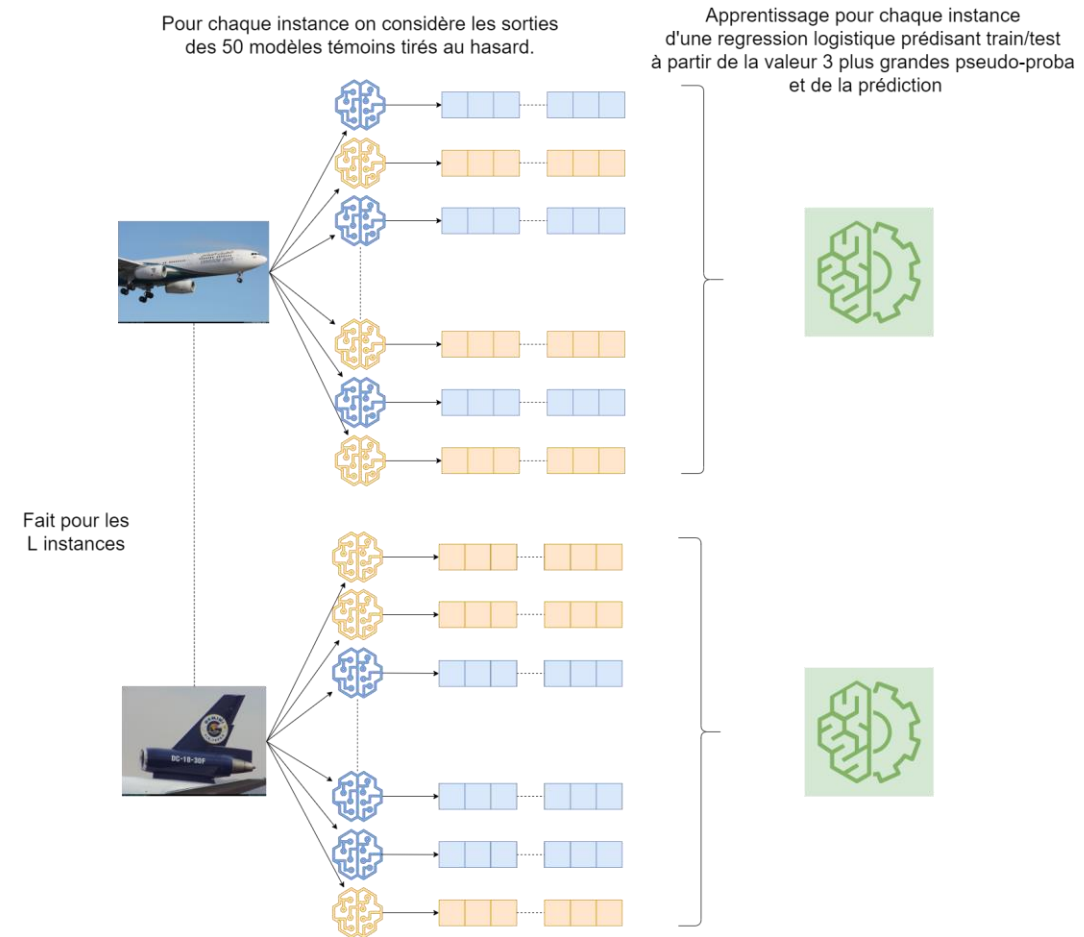 Pour chaque instance on considère les sorties
des 50 modèles témoins tirés au hasard.
Apprentissage pour chaque instance
d'une regression logistique prédisant train/test
à partir de la valeur 3 plus grandes pseudo-proba
et de la prédiction
Fait pour les
L instances
DC-10-30F